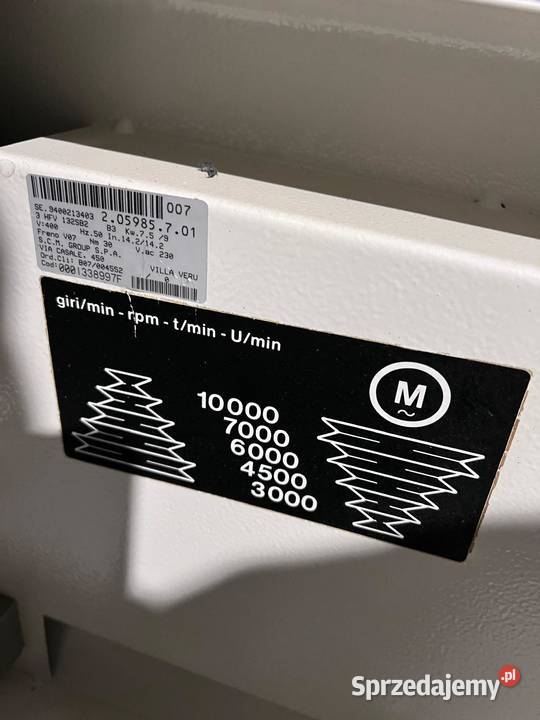 007
SE. 9400213403 2.05985.7.01
3 HFV 132SB2 B3 Kw.7.5 /9
V:400 Hz.50 In.14.2/14.2
Freno V07 Nm 30 V.ac 230
S.C.M. GROUP S.P.A.
VIA CASALE. 450
Ord.Cli: B07/004552 VILLA VERU
Cod:0001338997F 0
giri/min - rpm - t/min - U/min
M
~
10000
7000
6000
4500
3000
Sprzedajemy.pl